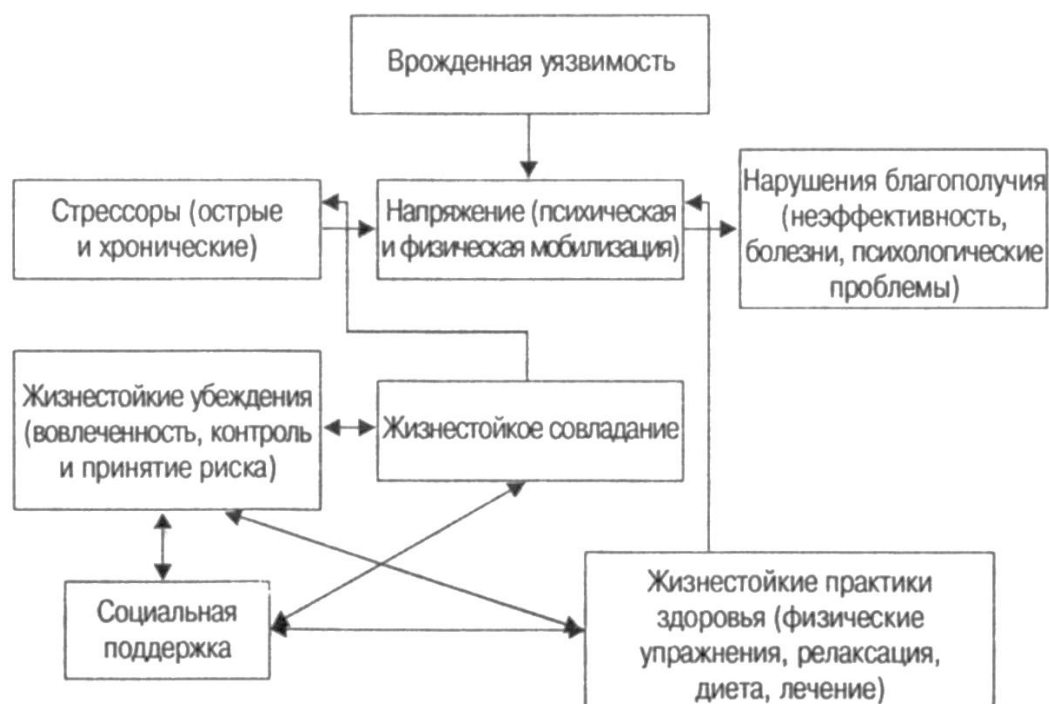 Врожденная уязвимость
Стрессоры (острые
и хронические)
Напряжение (психическая
и физическая мобилизация)
Нарушения благополучия
(неэффективность,
болезни, психологические
проблемы)
Жизнестойкие убеждения
(вовлеченность, контроль
и принятие риска)
Жизнестойкое совладание
Социальная
поддержка
Жизнестойкие практики
здоровья (физические
упражнения, релаксация,
диета, лечение)